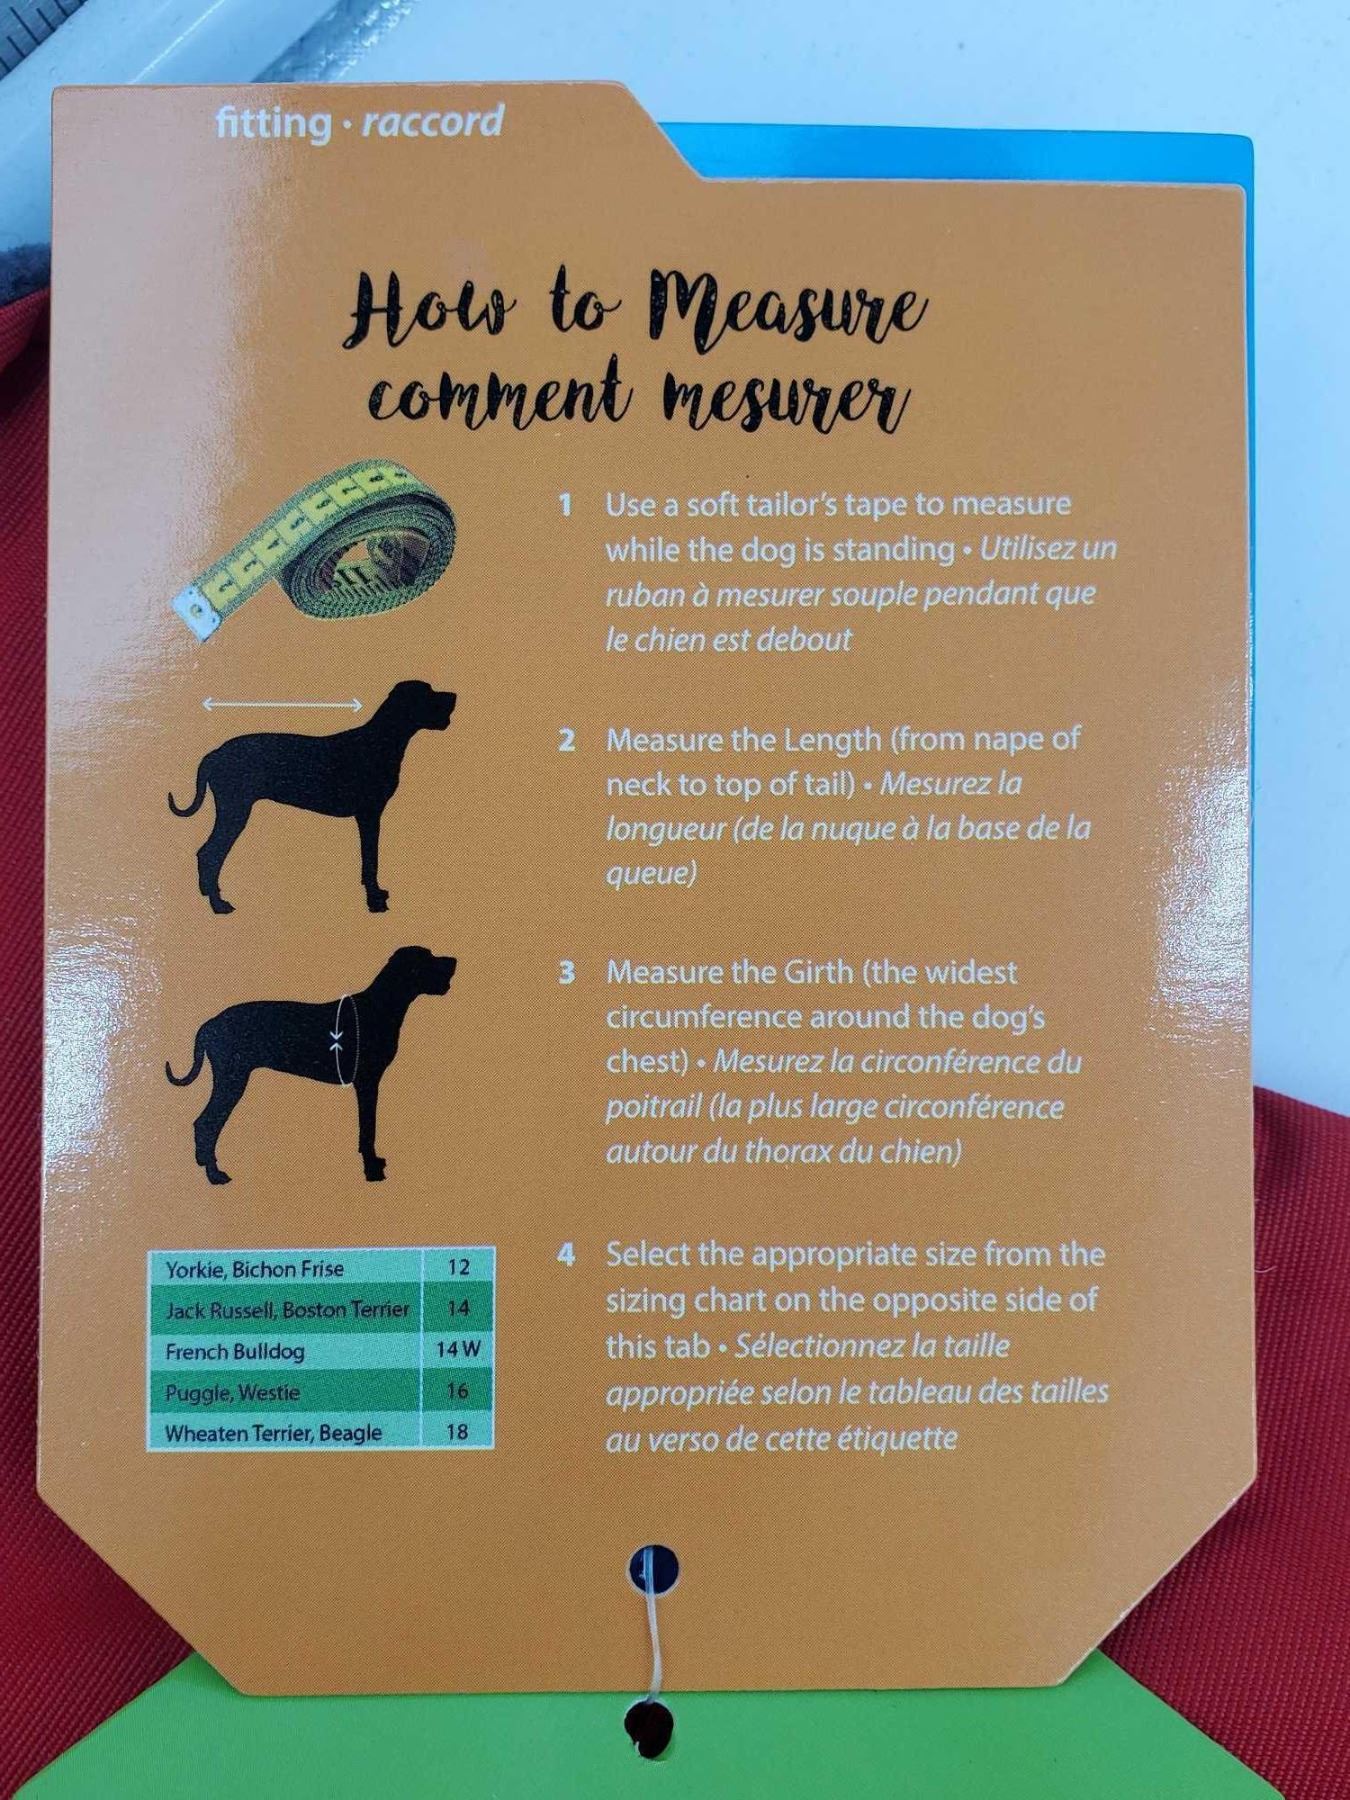 fitting • raccord
How to Measure
comment mesurer
1 Use a soft tailor's tape to measure
while the dog is standing • Utilisez un
ruban à mesurer souple pendant que
le chien est debout
2 Measure the Length (from nape of
neck to top of tail) • Mesurez la
longueur (de la nuque à la base de la
queue)
3 Measure the Girth (the widest
circumference around the dog's
chest) • Mesurez la circonférence du
poitrail (la plus large circonférence
autour du thorax du chien)
Yorkie, Bichon Frise 12
Jack Russell, Boston Terrier 14
French Bulldog 14 W
Puggle, Westie 16
Wheaten Terrier, Beagle 18
4 Select the appropriate size from the
sizing chart on the opposite side of
this tab • Sélectionnez la taille
appropriée selon le tableau des tailles
au verso de cette étiquette